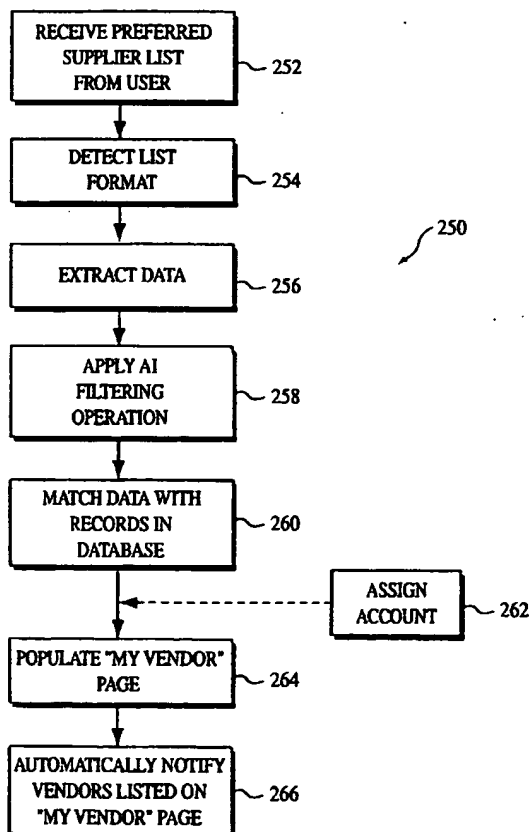 RECEIVE PREFERRED
SUPPLIER LIST
FROM USER
252
DETECT LIST
FORMAT
254
250
EXTRACT DATA
256
APPLY AI
FILTERING
OPERATION
258
MATCH DATA WITH
RECORDS IN
DATABASE
260
ASSIGN
ACCOUNT
262
POPULATE "MY VENDOR"
PAGE
264
AUTOMATICALLY NOTIFY
VENDORS LISTED ON
"MY VENDOR" PAGE
266